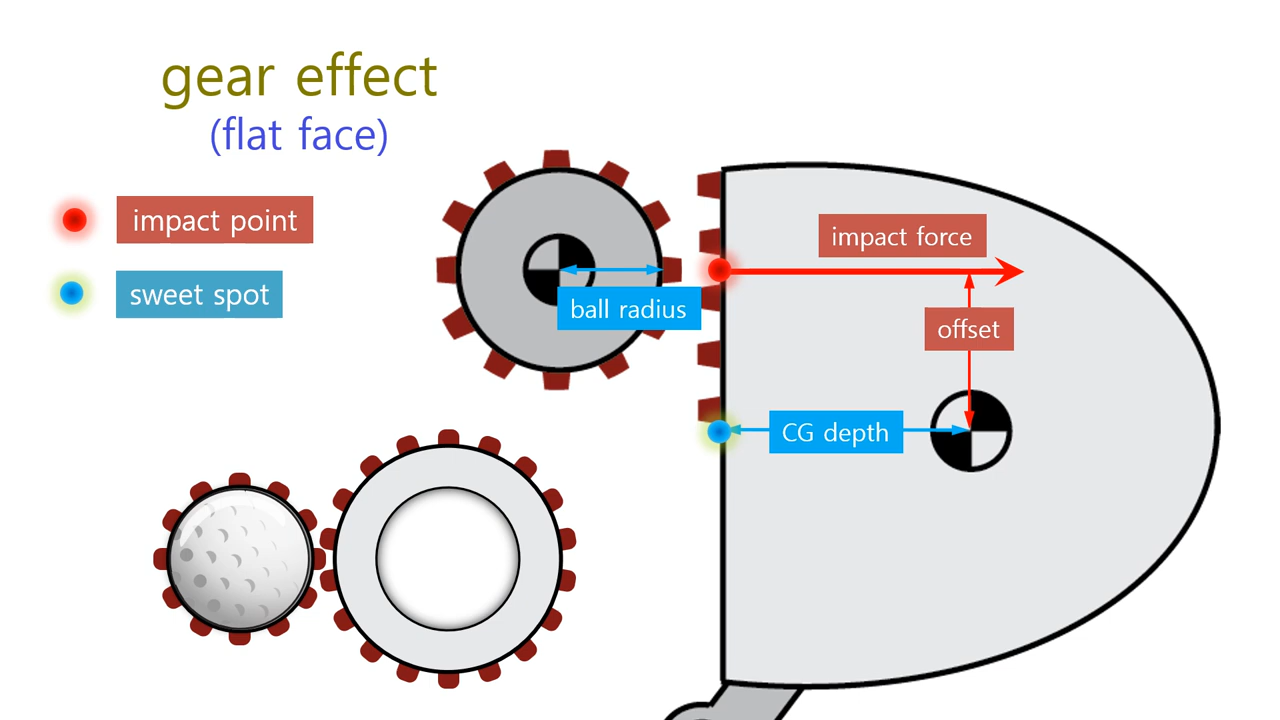 gear effect
(flat face)
impact point
sweet spot
impact force
ball radius
offset
CG depth